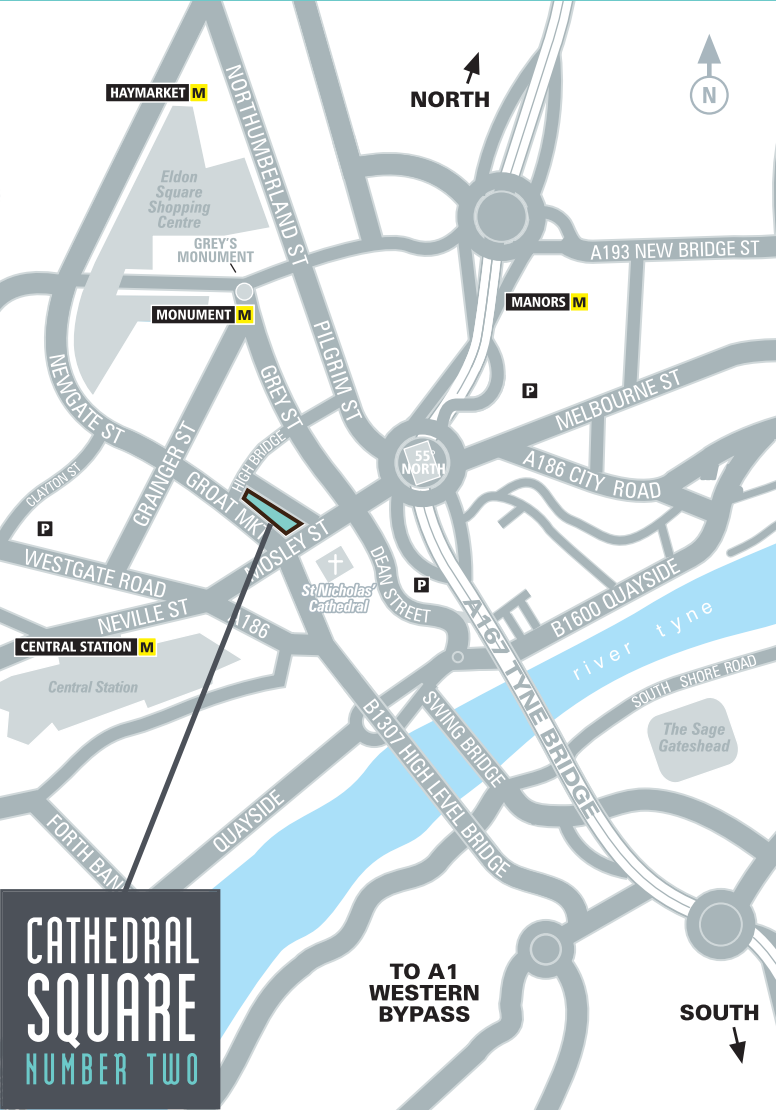 NORTH
N
HAYMARKET M
NORTHUMBERLAND ST
Eldon
Square
Shopping
Centre
GREY'S
MONUMENT
A193 NEW BRIDGE ST
MONUMENT M
MANORS M
PILGRIM ST
NEWGATE ST
GREY ST
P
MELBOURNE ST
GRAINGER ST
HIGH BRIDGE
55°
NORTH
A186 CITY ROAD
CLAYTON ST
GROAT MKT
P
MOSLEY ST
WESTGATE ROAD
DEAN STREET
P
St Nicholas'
Cathedral
NEVILLE ST
A186
A167 TYNE BRIDGE
B1600 QUAYSIDE
river tyne
CENTRAL STATION M
Central Station
SOUTH SHORE ROAD
B1307 HIGH LEVEL BRIDGE
SWING BRIDGE
The Sage
Gateshead
QUAYSIDE
FORTH BAN
CATHEDRAL
SQUARE
NUMBER TWO
TO A1
WESTERN
BYPASS
SOUTH